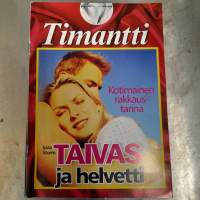 Timantti
Kotimainen
rakkaus-
tarina
TAIVAS
ja helvetti